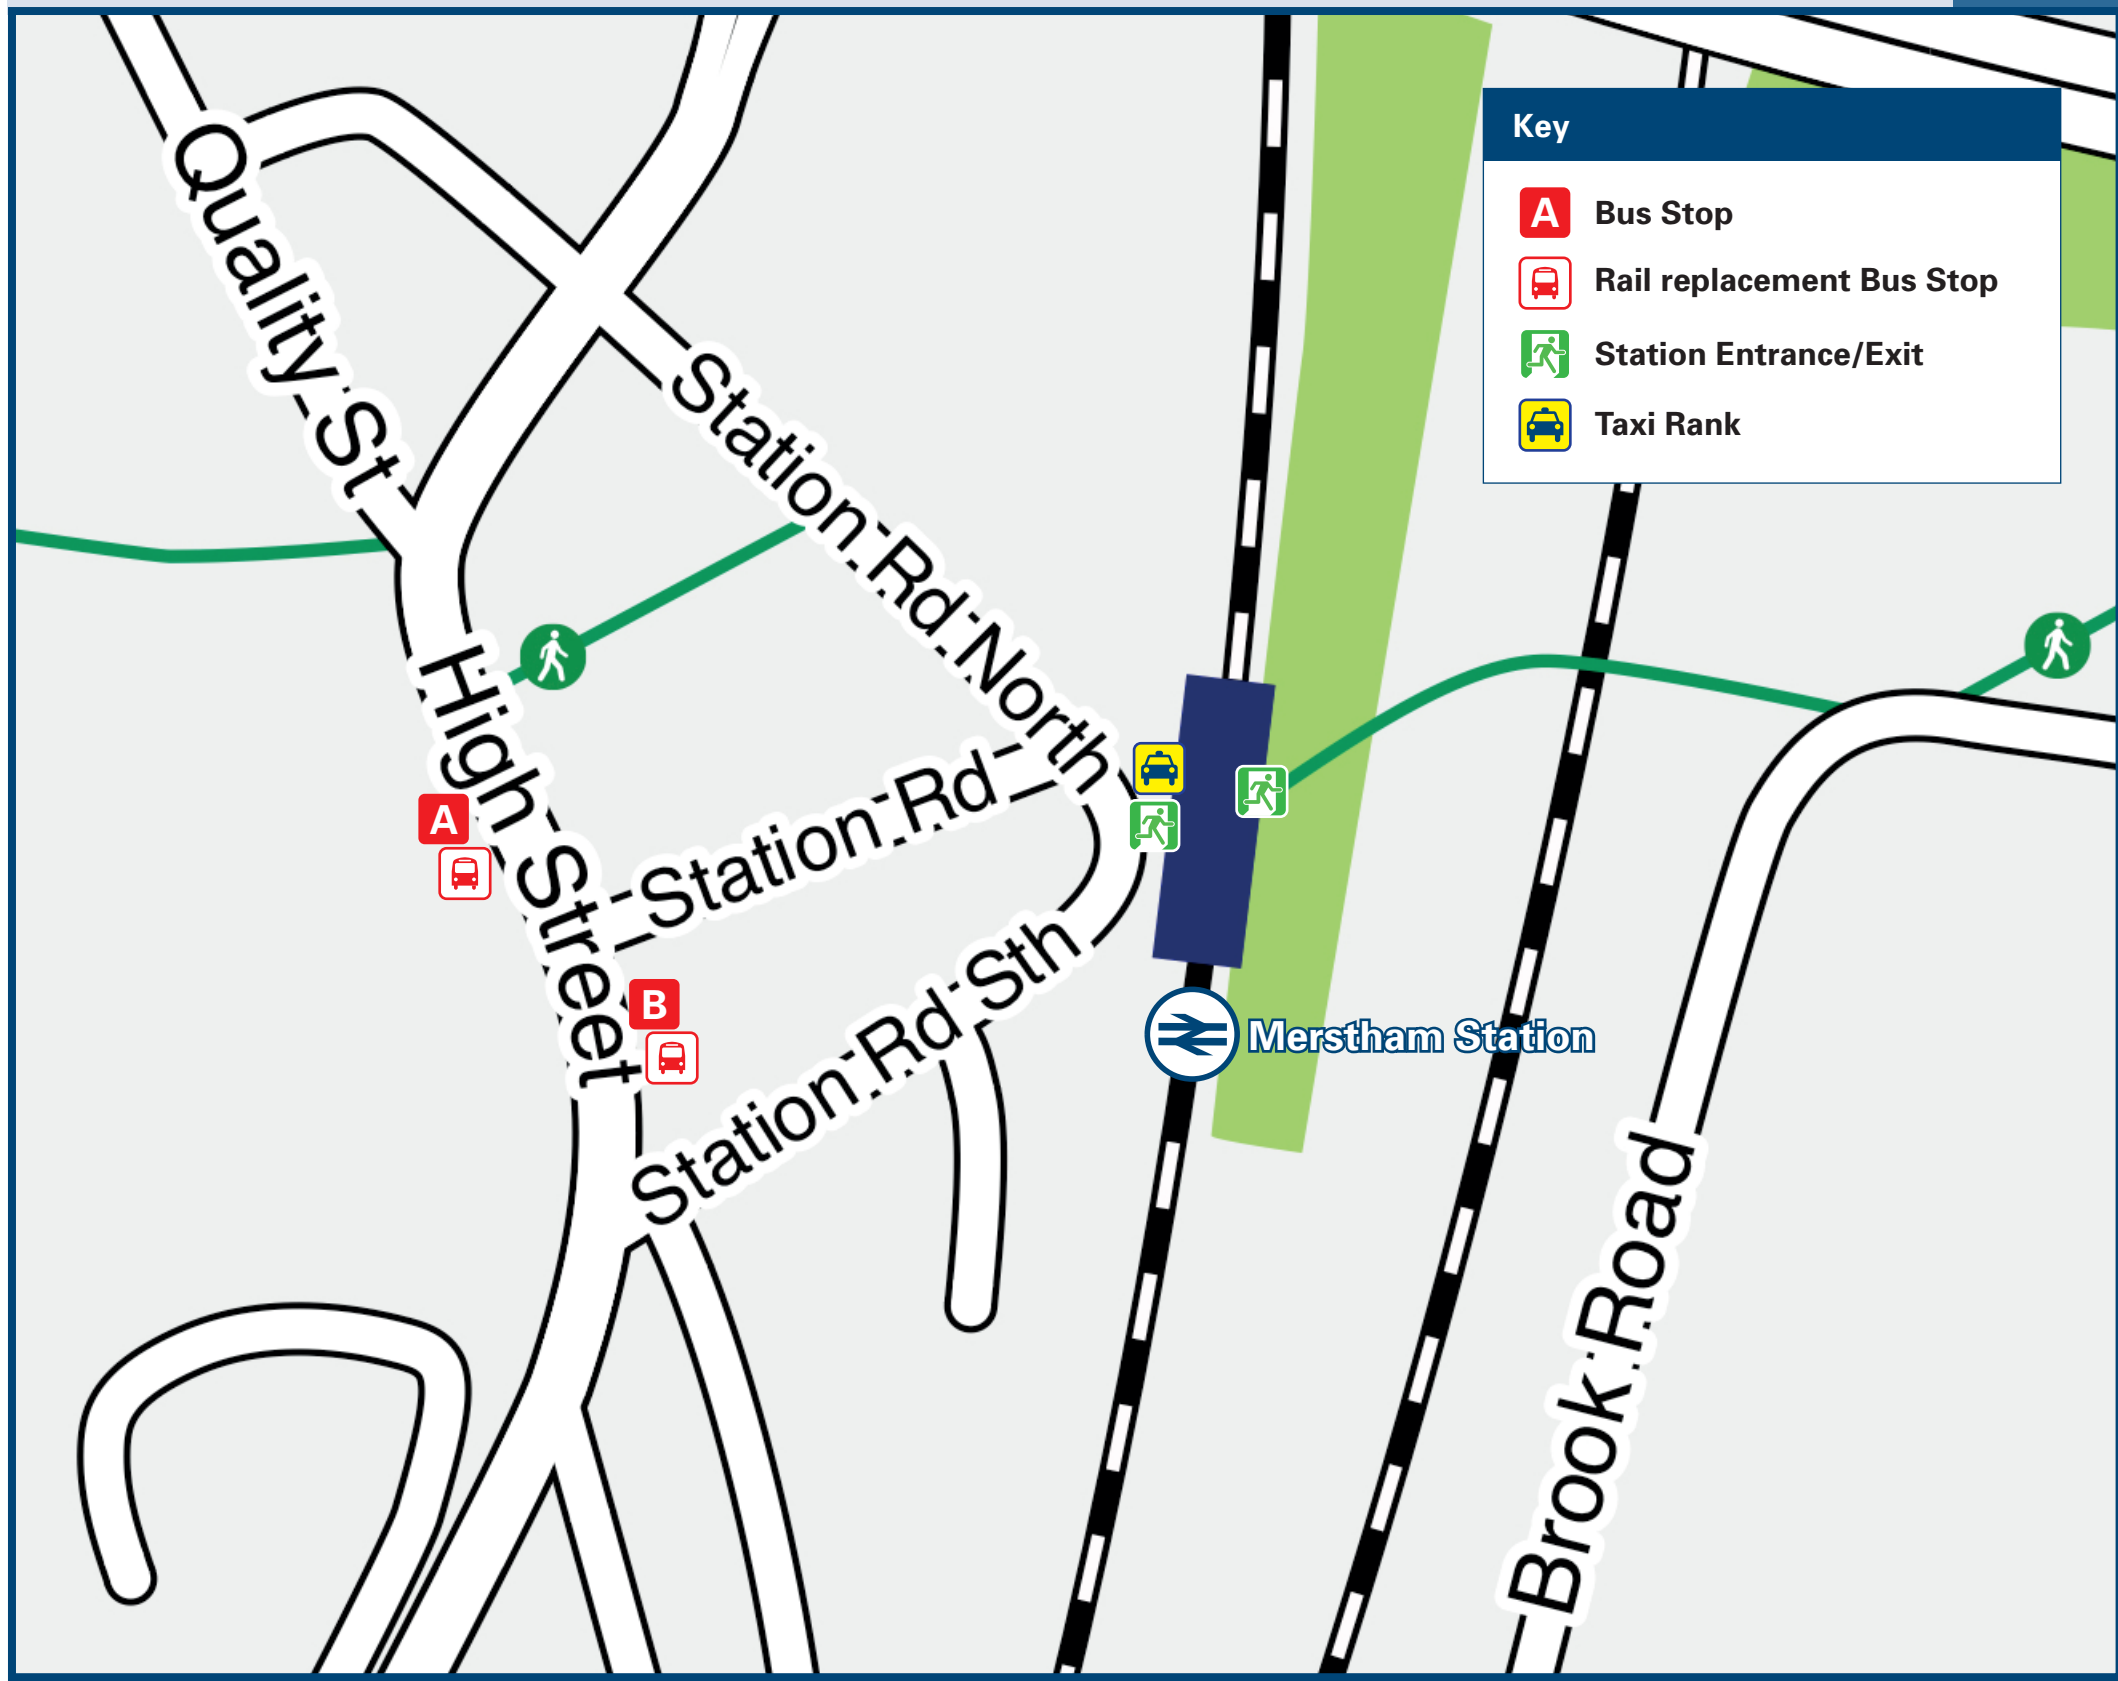 Key
A Bus Stop
Rail replacement Bus Stop
Station Entrance/Exit
Taxi Rank
Quality St
Station Rd North
High Street
Station Rd
A
B
Station Rd Sth
Merstham Station
Brook Road